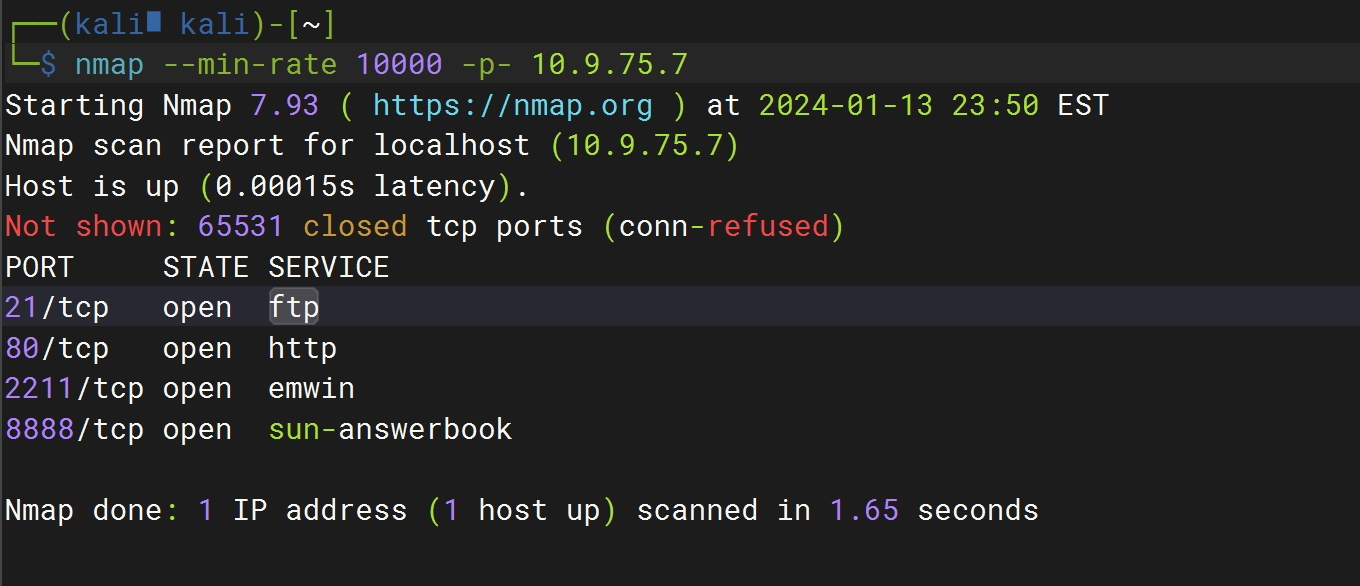 ┌──(kali■ kali)-[~]
└─$ nmap --min-rate 10000 -p- 10.9.75.7
Starting Nmap 7.93 ( https://nmap.org ) at 2024-01-13 23:50 EST
Nmap scan report for localhost (10.9.75.7)
Host is up (0.00015s latency).
Not shown: 65531 closed tcp ports (conn-refused)
PORT     STATE SERVICE
21/tcp   open  ftp
80/tcp   open  http
2211/tcp open  emwin
8888/tcp open  sun-answerbook
Nmap done: 1 IP address (1 host up) scanned in 1.65 seconds